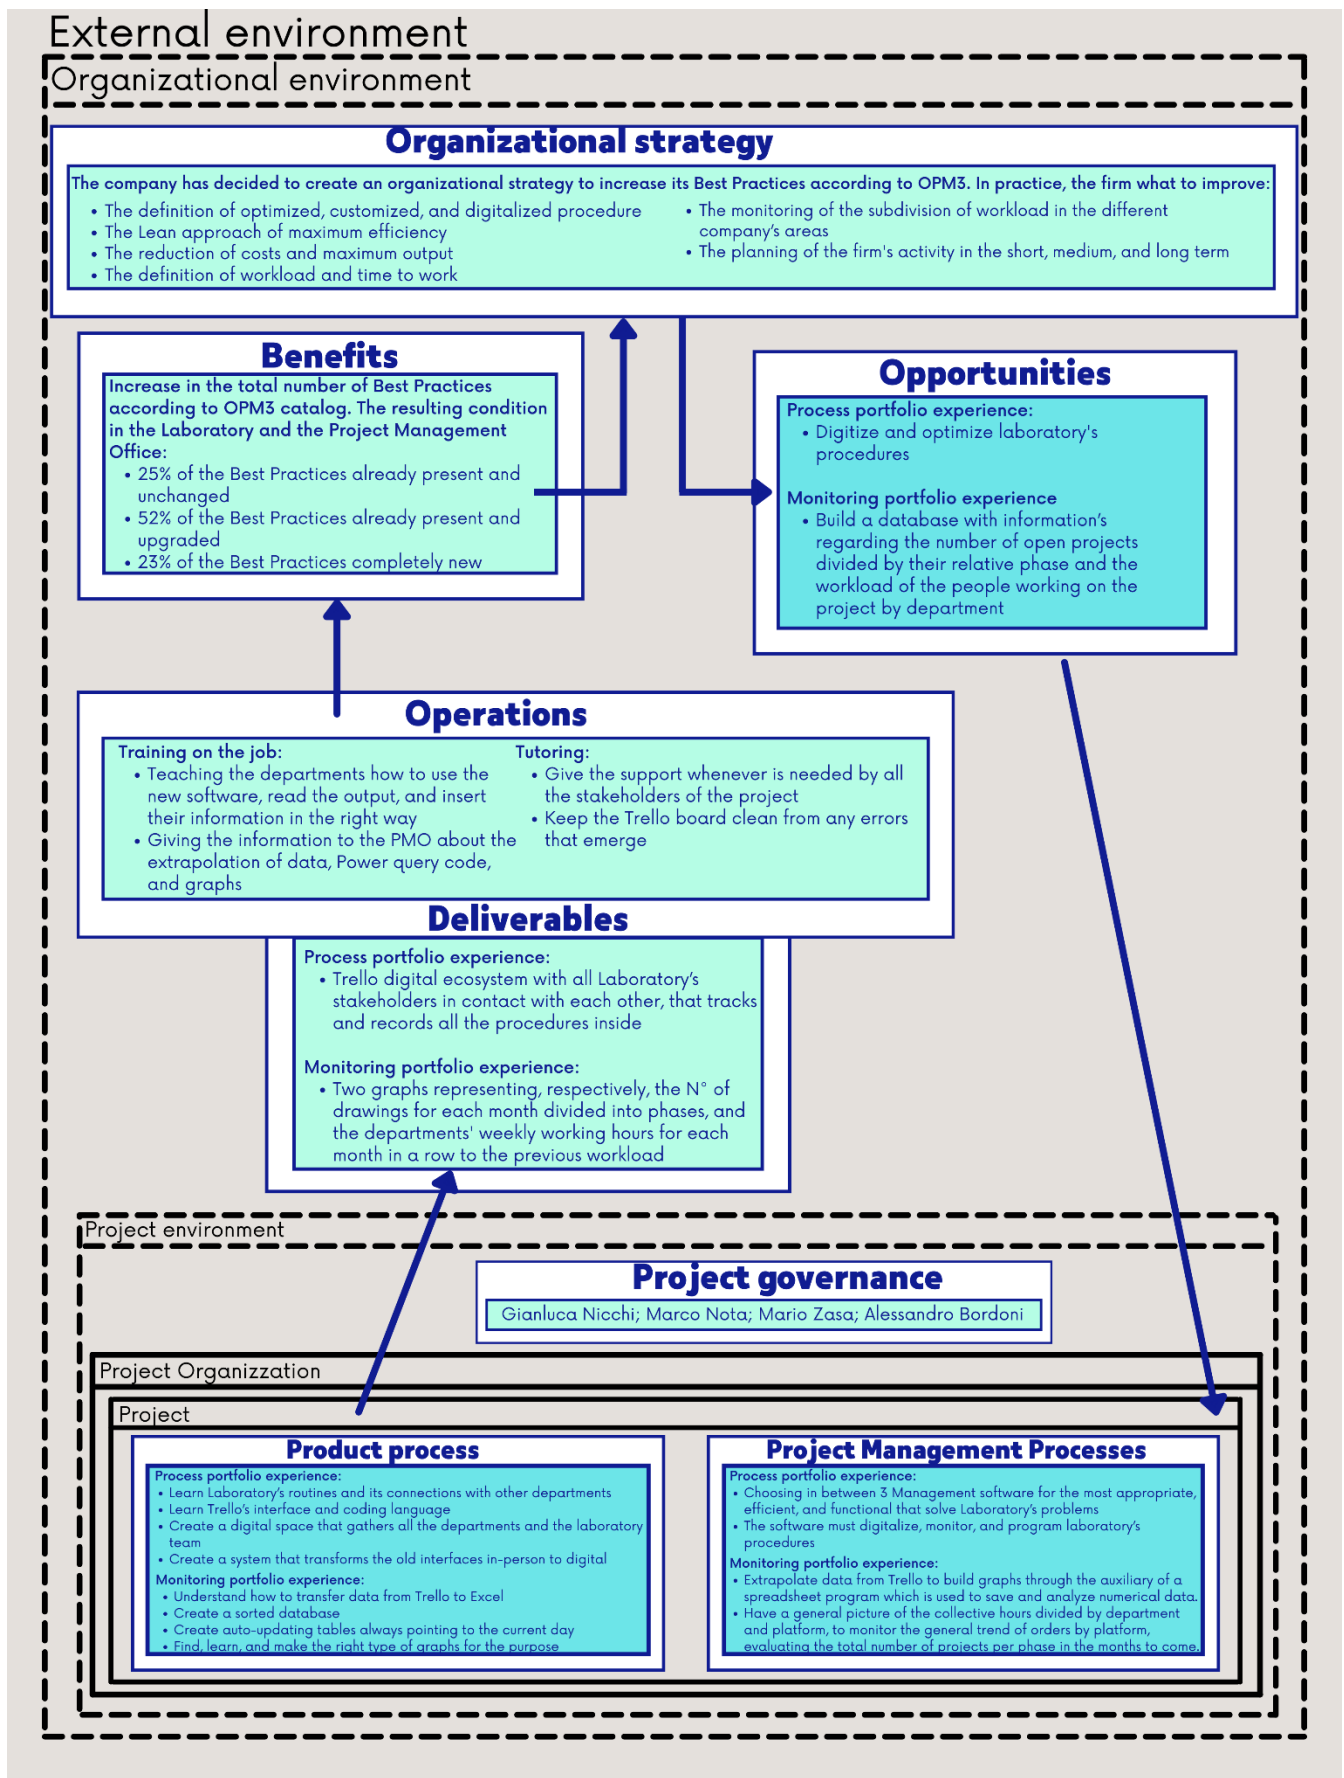 External environment
Organizational environment
Organizational strategy
The company has decided to create an organizational strategy to increase its Best Practices according to OPM3. In practice, the firm what to improve:
• The definition of optimized, customized, and digitalized procedure
• The Lean approach of maximum efficiency
• The reduction of costs and maximum output
• The definition of workload and time to work
• The monitoring of the subdivision of workload in the different
company's areas
• The planning of the firm's activity in the short, medium, and long term
Benefits
Increase in the total number of Best Practices
according to OPM3 catalog. The resulting condition
in the Laboratory and the Project Management
Office:
• 25% of the Best Practices already present and
unchanged
• 52% of the Best Practices already present and
upgraded
• 23% of the Best Practices completely new
Opportunities
Process portfolio experience:
• Digitize and optimize laboratory's
procedures
Monitoring portfolio experience
• Build a database with information's
regarding the number of open projects
divided by their relative phase and the
workload of the people working on the
project by department
Operations
Training on the job:
• Teaching the departments how to use the
new software, read the output, and insert
their information in the right way
• Giving the information to the PMO about the
extrapolation of data, Power query code,
and graphs
Tutoring:
• Give the support whenever is needed by all
the stakeholders of the project
• Keep the Trello board clean from any errors
that emerge
Deliverables
Process portfolio experience:
• Trello digital ecosystem with all Laboratory's
stakeholders in contact with each other, that tracks
and records all the procedures inside
Monitoring portfolio experience:
• Two graphs representing, respectively, the N° of
drawings for each month divided into phases, and
the departments' weekly working hours for each
month in a row to the previous workload
Project environment
Project governance
Gianluca Nicchi; Marco Nota; Mario Zasa; Alessandro Bordoni
Project Organizzation
Project
Product process
Process portfolio experience:
• Learn Laboratory's routines and its connections with other departments
• Learn Trello's interface and coding language
• Create a digital space that gathers all the departments and the laboratory
team
• Create a system that transforms the old interfaces in-person to digital
Monitoring portfolio experience:
• Understand how to transfer data from Trello to Excel
• Create a sorted database
• Create auto-updating tables always pointing to the current day
• Find, learn, and make the right type of graphs for the purpose
Project Management Processes
Process portfolio experience:
• Choosing in between 3 Management software for the most appropriate,
efficient, and functional that solve Laboratory's problems
• The software must digitalize, monitor, and program laboratory's
procedures
Monitoring portfolio experience:
• Extrapolate data from Trello to build graphs through the auxiliary of a
spreadsheet program which is used to save and analyze numerical data.
• Have a general picture of the collective hours divided by department
and platform, to monitor the general trend of orders by platform,
evaluating the total number of projects per phase in the months to come.